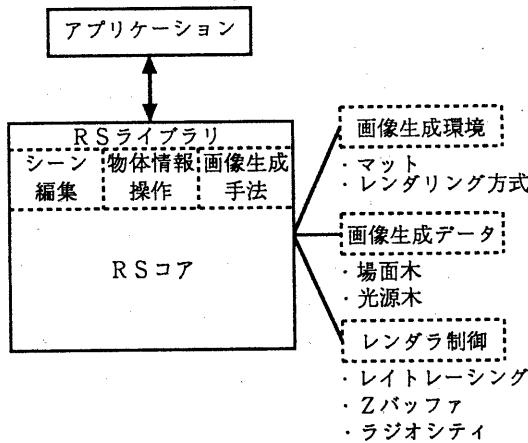 アプリケーション
RSライブラリ
シーン
編集
物体情報
操作
画像生成
手法
RSコア
画像生成環境
・マット
・レンダリング方式
画像生成データ
・場面木
・光源木
レンダラ制御
・レイトレーシング
・Zバッファ
・ラジオシティ